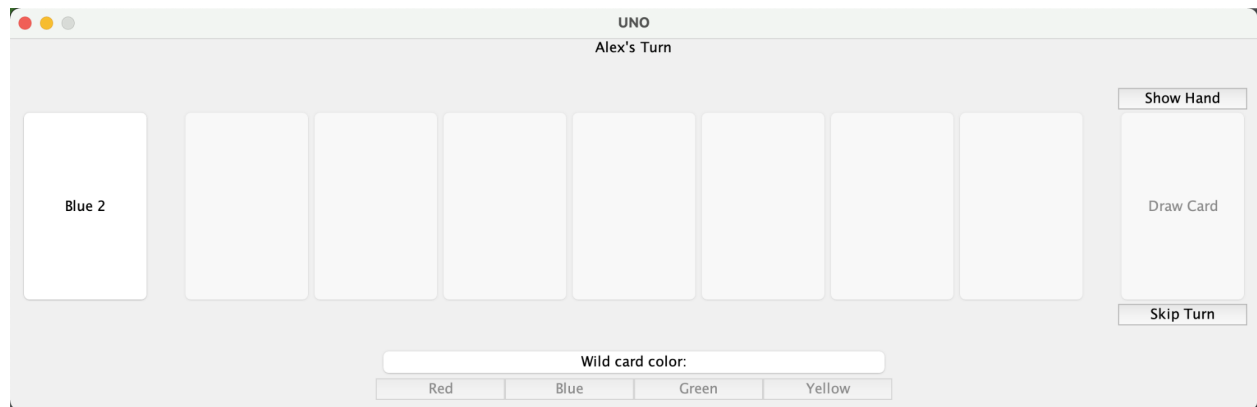 UNO
Alex's Turn
Show Hand
Blue 2
Draw Card
Skip Turn
Wild card color:
Red Blue Green Yellow